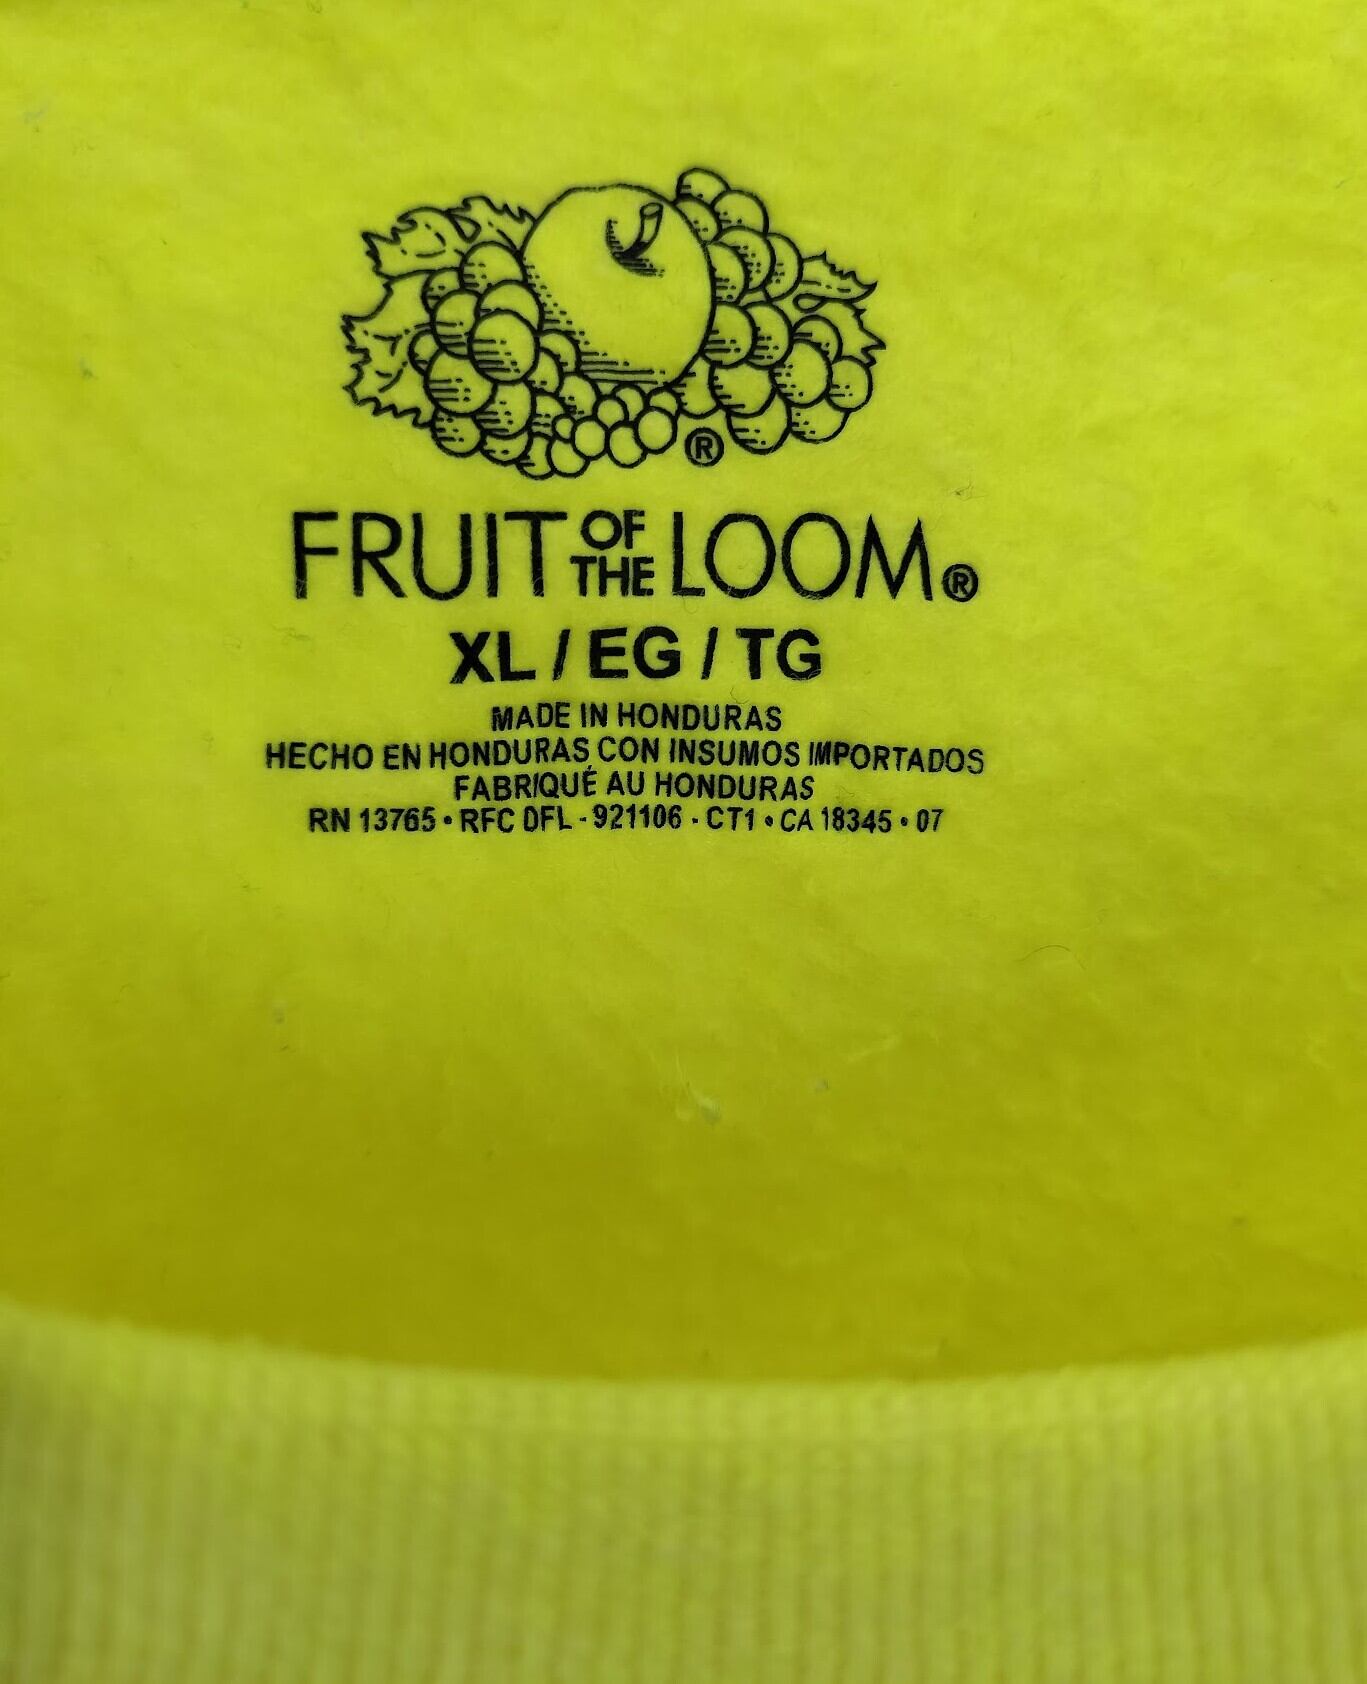 ®
FRUIT OF THE LOOM®
XL / EG / TG
MADE IN HONDURAS
HECHO EN HONDURAS CON INSUMOS IMPORTADOS
FABRIQUÉ AU HONDURAS
RN 13765 • RFC DFL - 921106 - CT1 • CA 18345 • 07